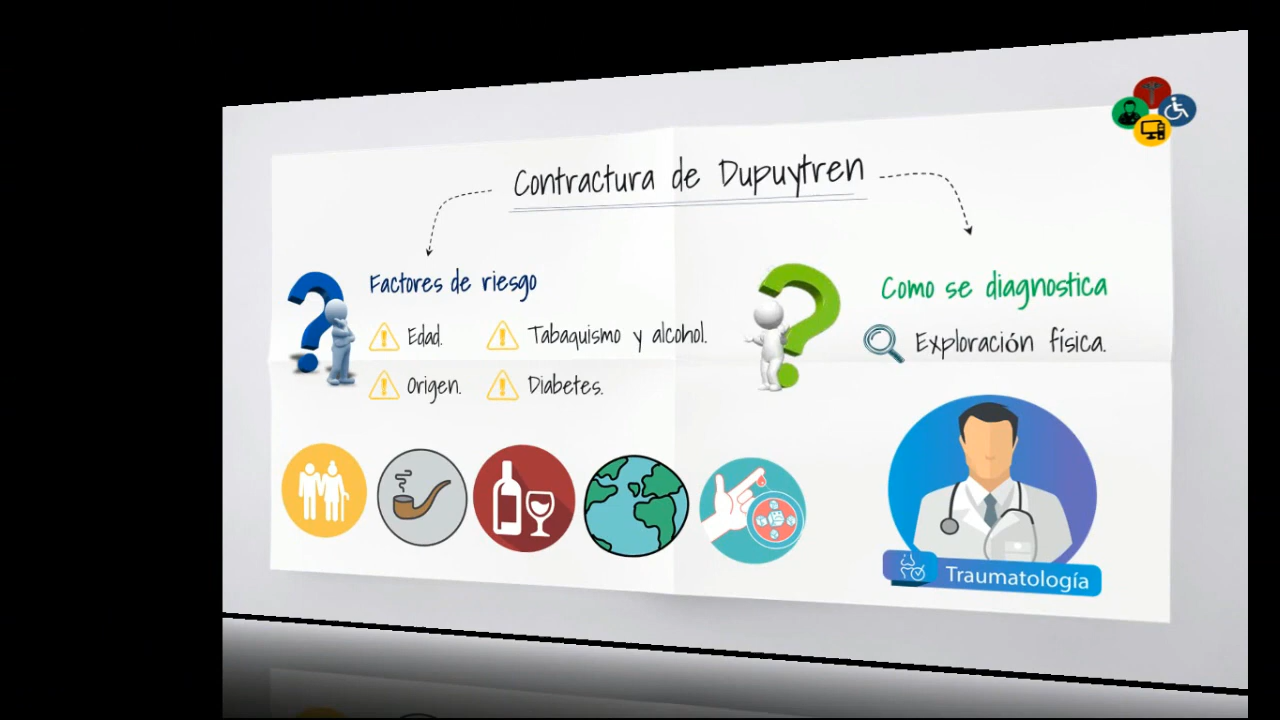 Contractura de Dupuytren
Factores de riesgo
Edad.
Tabaquismo y alcohol.
Origen.
Diabetes.
Como se diagnostica
Exploración física.
Traumatología